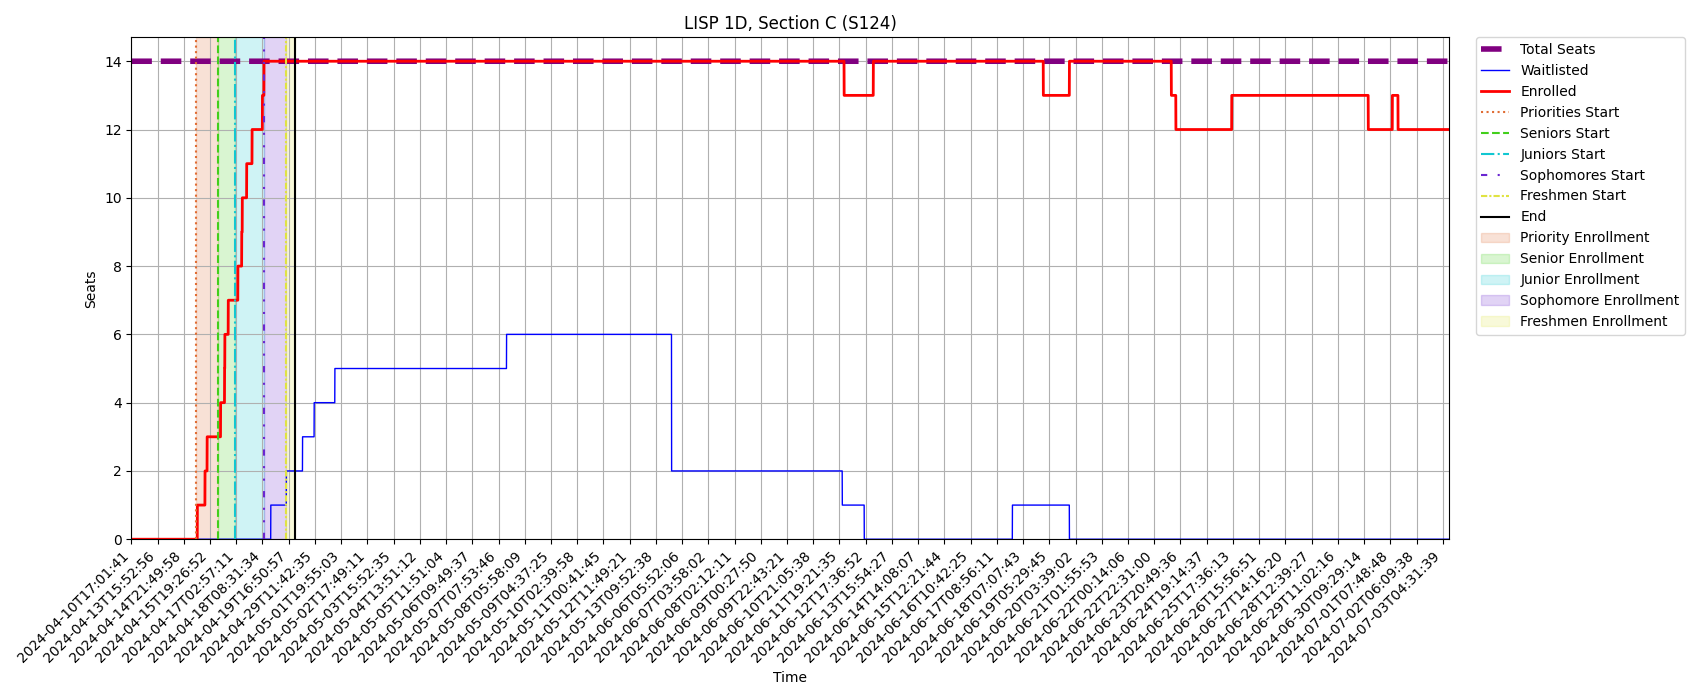 LISP 1D, Section C (S124)
Seats
14
12
10
8
6
4
2
0
2024-04-10T17:01:41
2024-04-13T15:52:56
2024-04-14T21:49:58
2024-04-15T19:26:52
2024-04-17T02:57:11
2024-04-18T08:31:34
2024-04-19T16:50:57
2024-04-29T11:42:35
2024-05-01T19:55:03
2024-05-02T17:49:11
2024-05-03T15:52:35
2024-05-04T13:51:12
2024-05-05T11:51:04
2024-05-06T09:49:37
2024-05-07T07:53:46
2024-05-08T05:58:09
2024-05-09T04:37:25
2024-05-10T02:39:58
2024-05-11T00:41:45
2024-05-12T11:49:21
2024-05-13T09:52:38
2024-06-06T05:52:06
2024-06-07T03:58:02
2024-06-08T02:12:11
2024-06-09T00:27:50
2024-06-09T22:43:21
2024-06-10T21:05:38
2024-06-11T19:21:35
2024-06-12T17:36:52
2024-06-13T15:54:27
2024-06-14T14:08:07
2024-06-15T12:21:44
2024-06-16T10:42:25
2024-06-17T08:56:11
2024-06-18T07:07:43
2024-06-19T05:29:45
2024-06-20T03:39:02
2024-06-21T01:55:53
2024-06-22T00:14:06
2024-06-22T22:31:00
2024-06-23T20:49:36
2024-06-24T19:14:37
2024-06-25T17:36:13
2024-06-26T15:56:51
2024-06-27T14:16:20
2024-06-28T12:39:27
2024-06-29T11:02:16
2024-06-30T09:29:14
2024-07-01T07:48:48
2024-07-02T06:09:38
2024-07-03T04:31:39
Time
Total Seats
Waitlisted
Enrolled
Priorities Start
Seniors Start
Juniors Start
Sophomores Start
Freshmen Start
End
Priority Enrollment
Senior Enrollment
Junior Enrollment
Sophomore Enrollment
Freshmen Enrollment